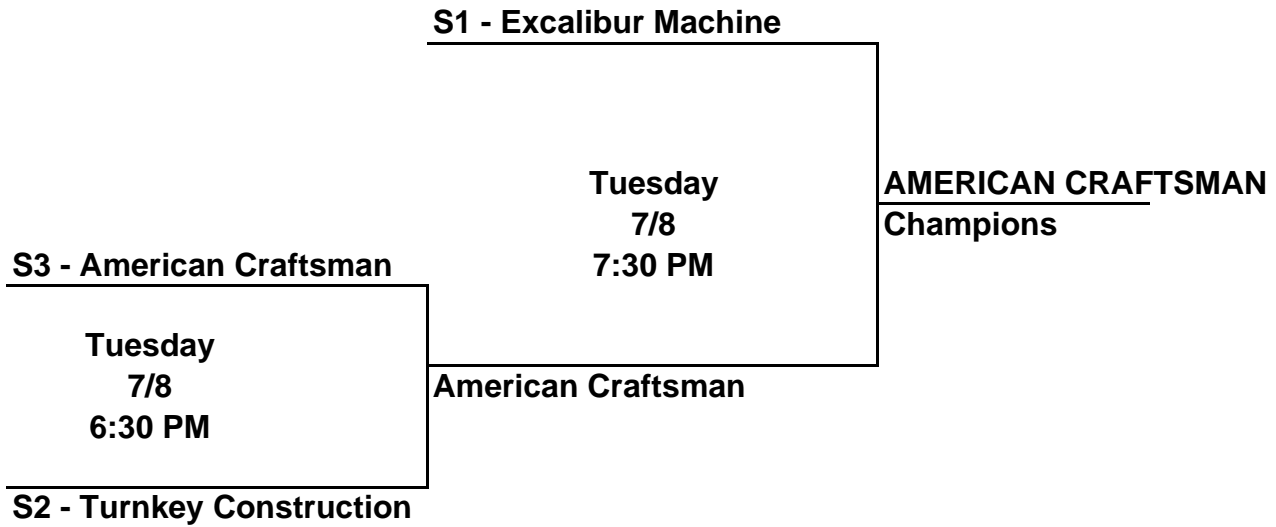 S1 - Excalibur Machine
Tuesday
7/8
7:30 PM
AMERICAN CRAFTSMAN
Champions
S3 - American Craftsman
Tuesday
7/8
6:30 PM
American Craftsman
S2 - Turnkey Construction